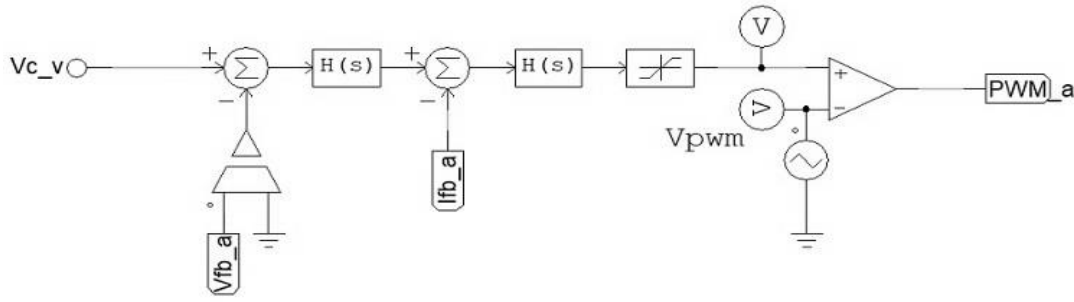 V
Vc_v
+
Σ
−
H(s)
+
Σ
−
H(s)
+
−
PWM_a
V
Vpwm
Ifb_a
Vfb_a